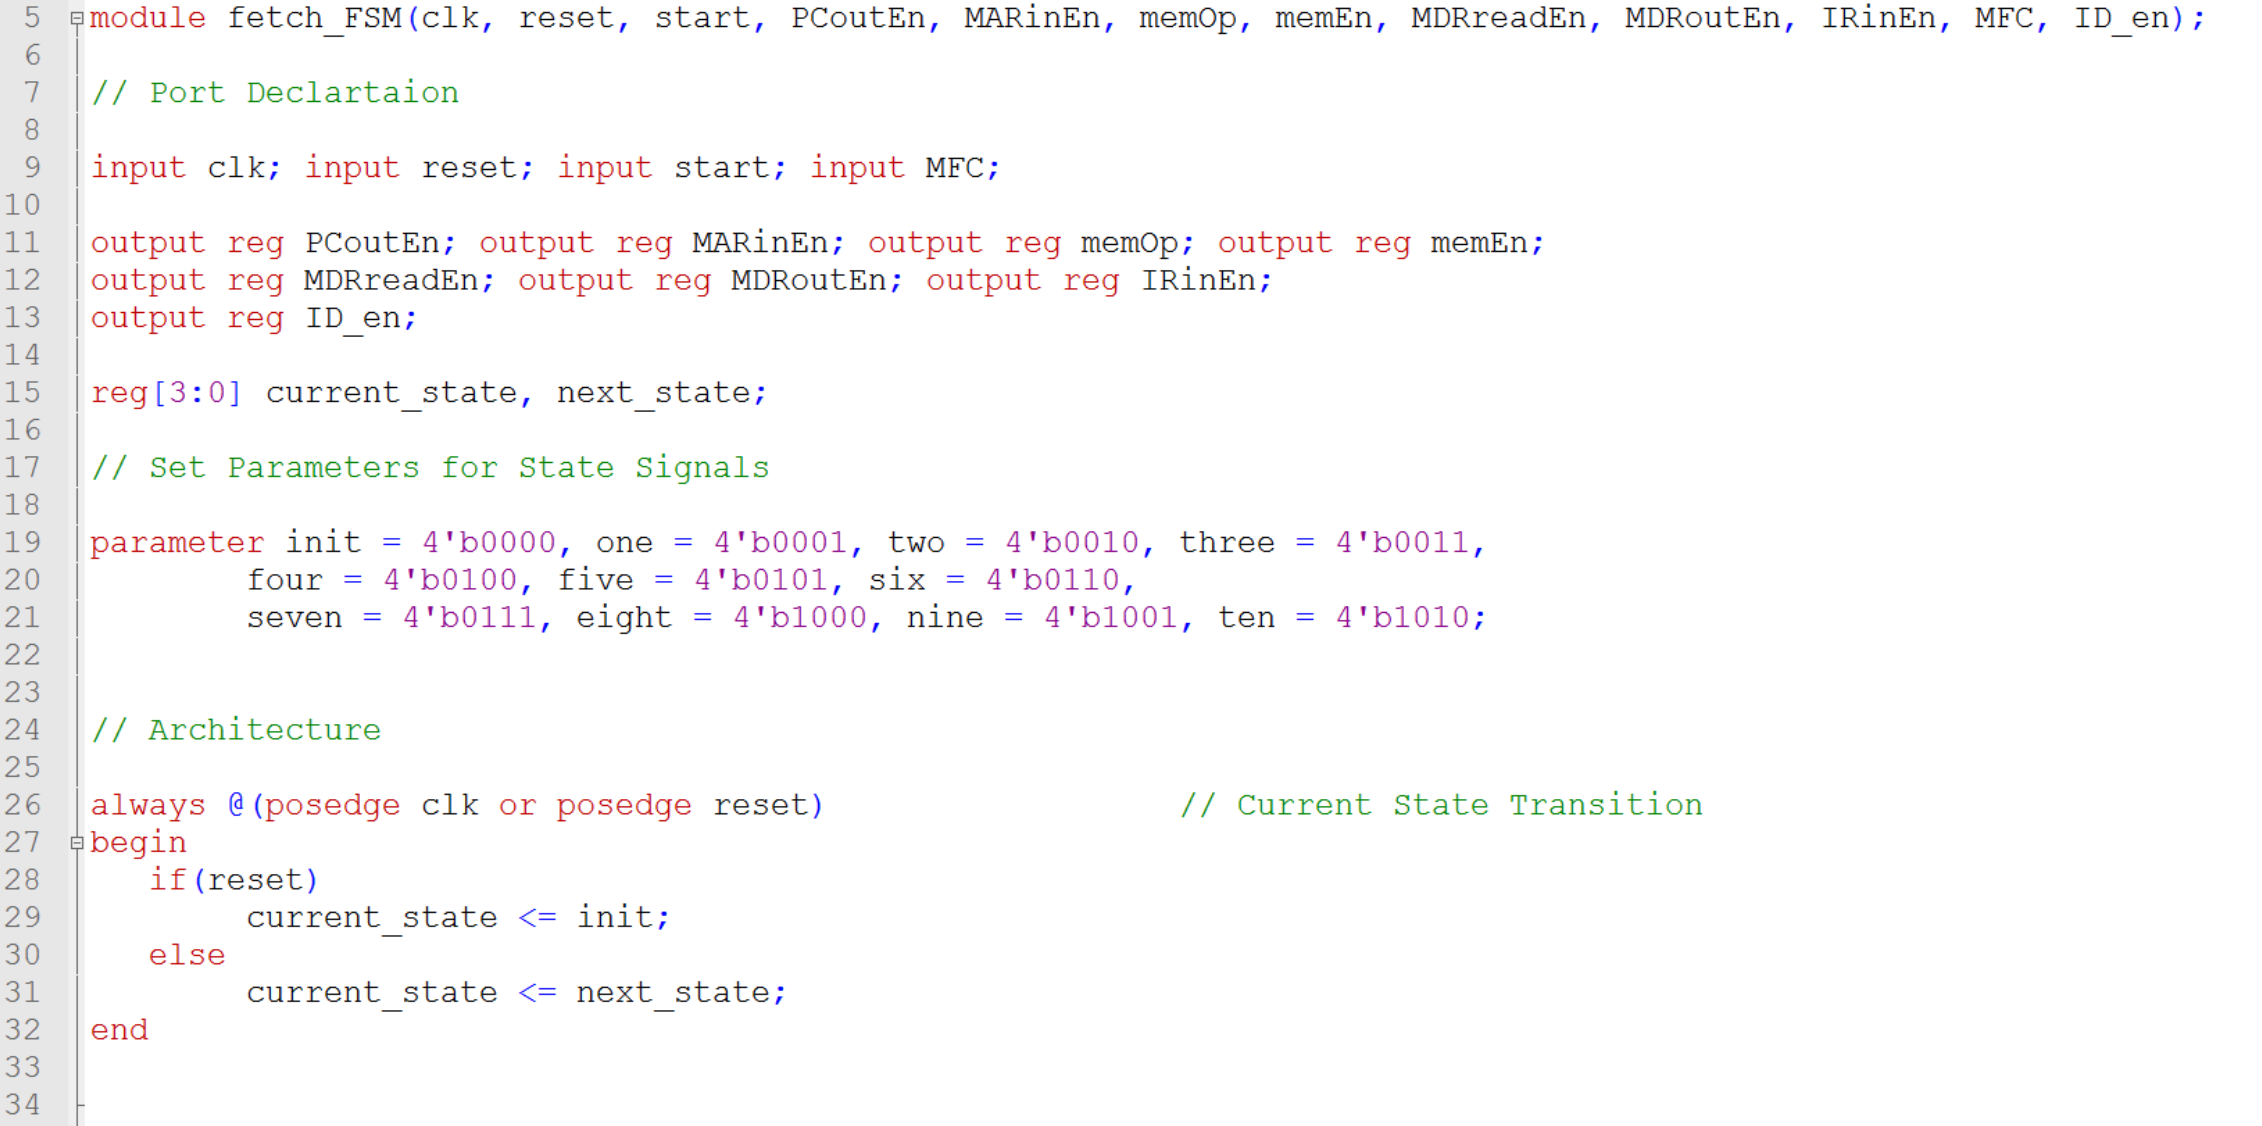 5 module fetch_FSM(clk, reset, start, PCoutEn, MARinEn, memOp, memEn, MDRreadEn, MDRoutEn, IRinEn, MFC, ID_en);
6
7 // Port Declartaion
8
9 input clk; input reset; input start; input MFC;
10
11 output reg PCoutEn; output reg MARinEn; output reg memOp; output reg memEn;
12 output reg MDRreadEn; output reg MDRoutEn; output reg IRinEn;
13 output reg ID_en;
14
15 reg[3:0] current_state, next_state;
16
17 // Set Parameters for State Signals
18
19 parameter init = 4'b0000, one = 4'b0001, two = 4'b0010, three = 4'b0011,
20 four = 4'b0100, five = 4'b0101, six = 4'b0110,
21 seven = 4'b0111, eight = 4'b1000, nine = 4'b1001, ten = 4'b1010;
22
23
24 // Architecture
25
26 always @(posedge clk or posedge reset) // Current State Transition
27 begin
28 if(reset)
29 current_state <= init;
30 else
31 current_state <= next_state;
32 end
33
34